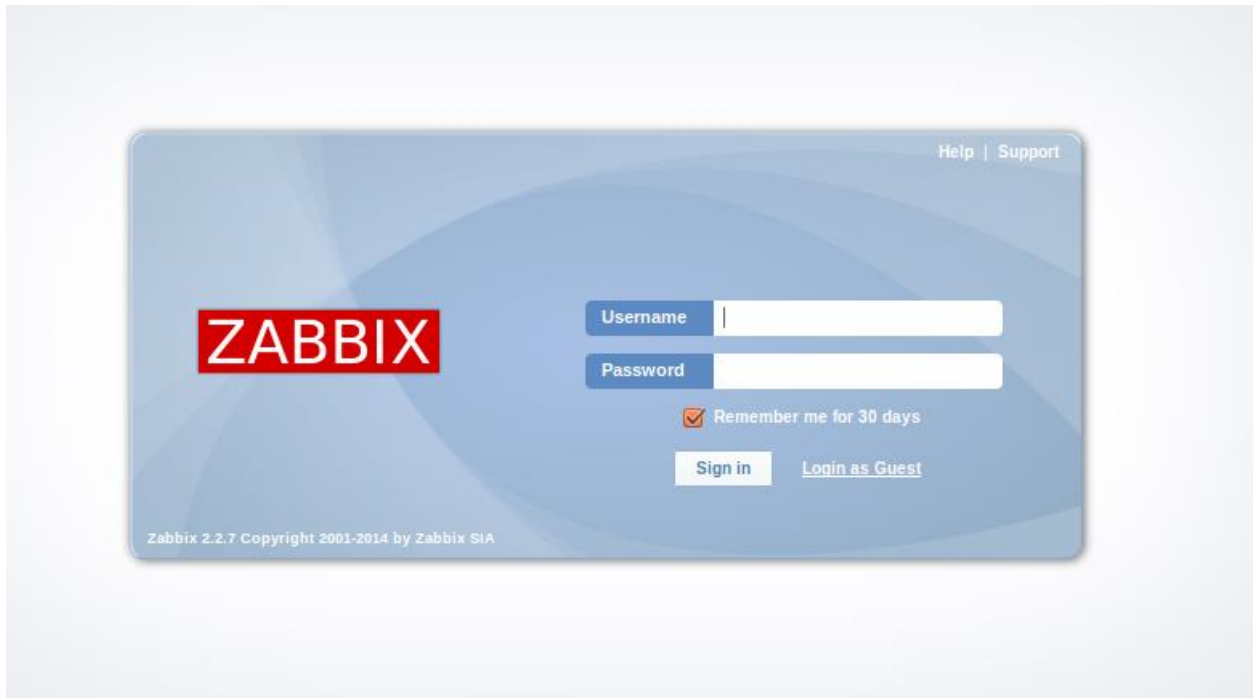 Help | Support
ZABBIX
Username
Password
Remember me for 30 days
Sign in Login as Guest
Zabbix 2.2.7 Copyright 2001-2014 by Zabbix SIA